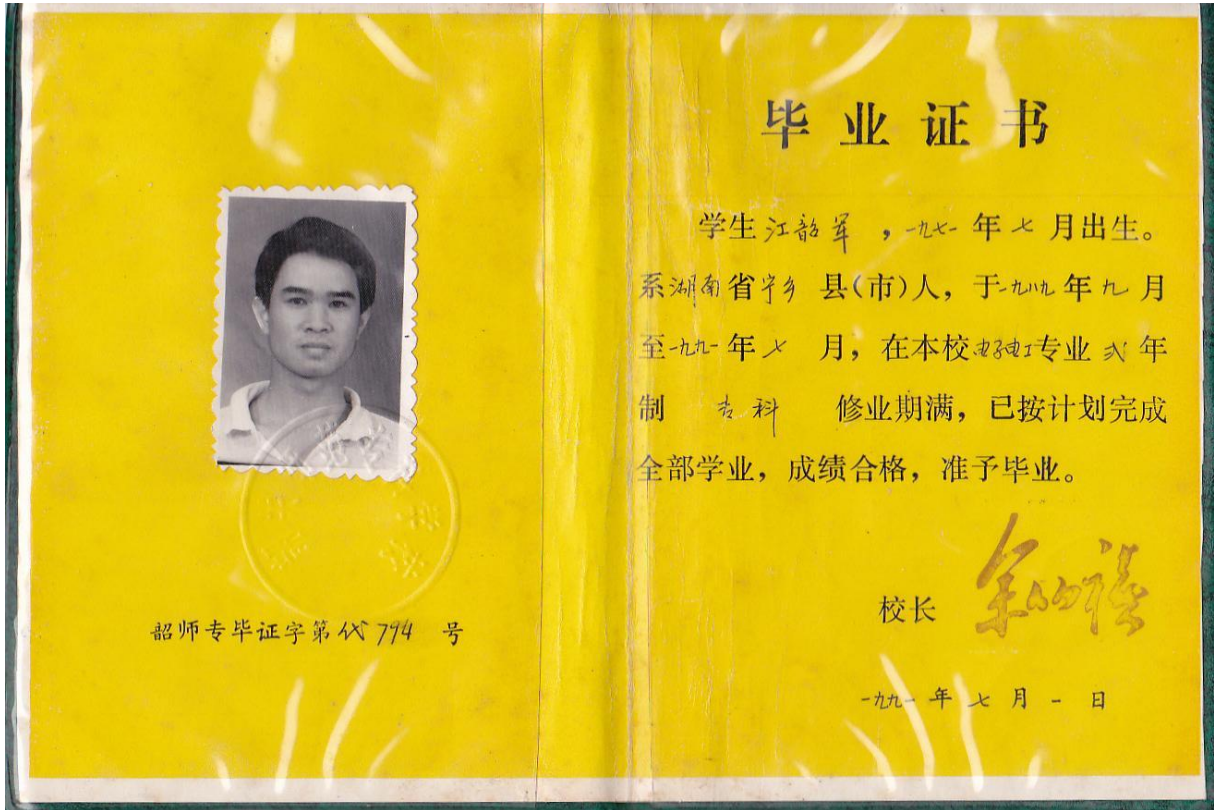 韶师专毕证字第代794号
毕业证书
学生江韶军,一九七一年七月出生。
系湖南省宁乡县(市)人,于一九八九年九月
至一九九一年七月,在本校电子电工专业弍年
制专科修业期满,已按计划完成
全部学业,成绩合格,准予毕业。
校长
一九九一年七月一日